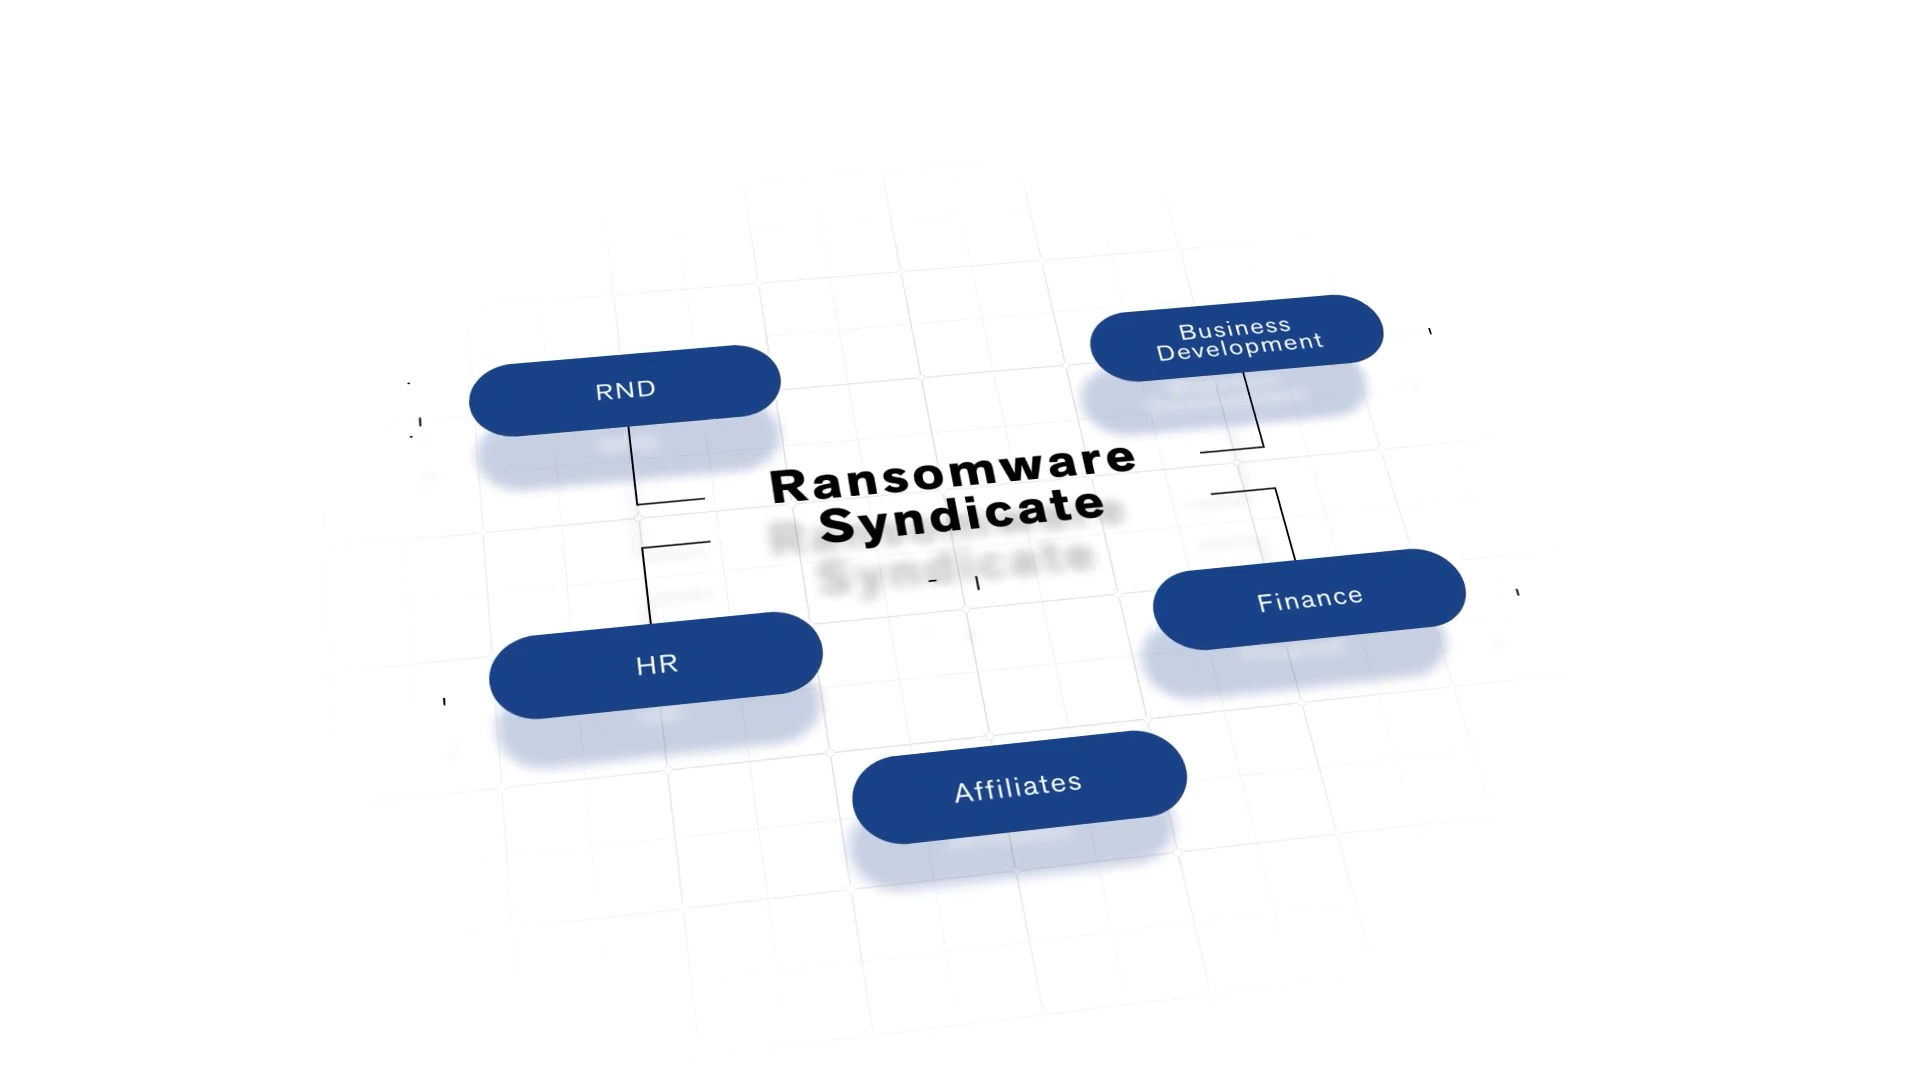 RND
Business
Development
Ransomware
Syndicate
HR
Finance
Affiliates